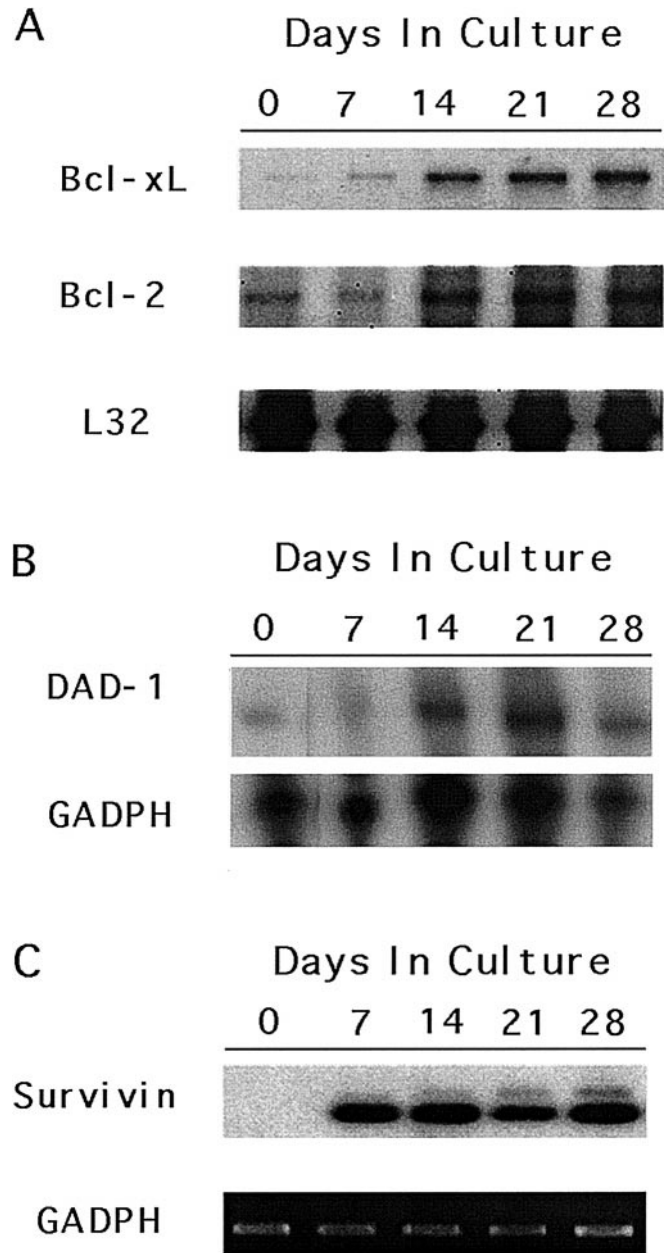 A
Days In Culture
0 7 14 21 28
Bcl-xL
Bcl-2
L32
B
Days In Culture
0 7 14 21 28
DAD-1
GADPH
C
Days In Culture
0 7 14 21 28
Survivin
GADPH